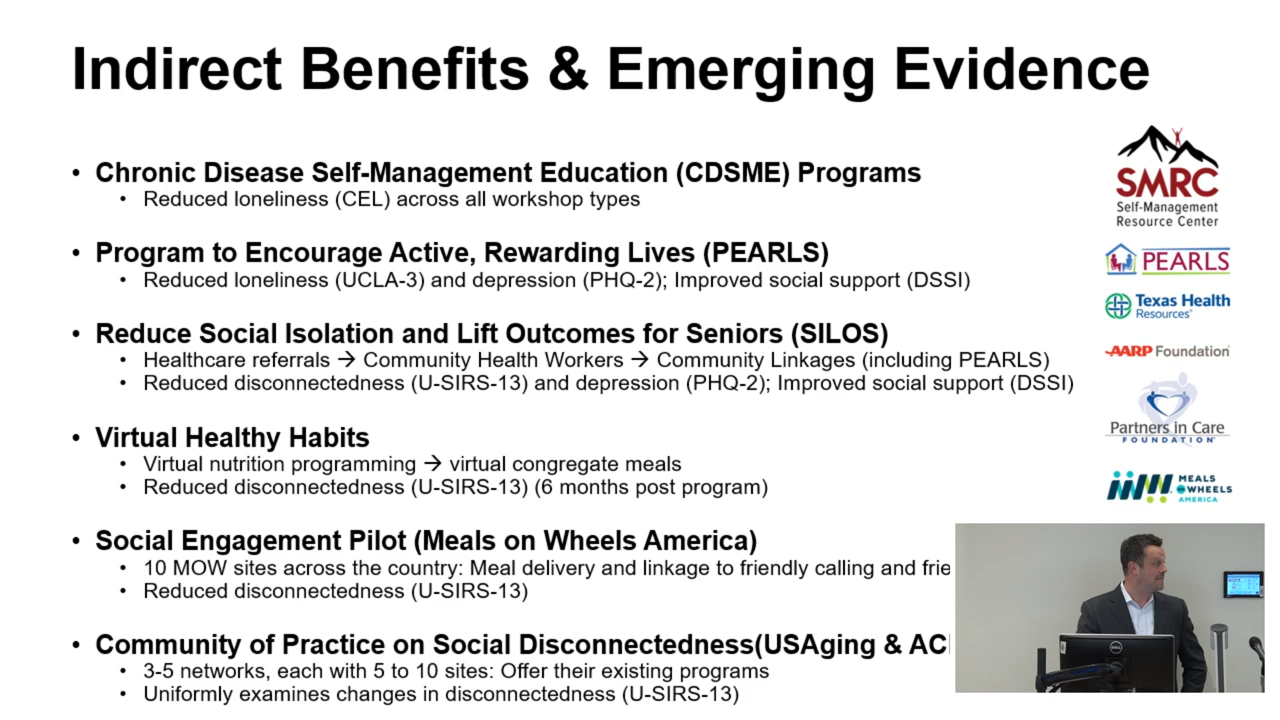 Indirect Benefits & Emerging Evidence
• Chronic Disease Self-Management Education (CDSME) Programs
• Reduced loneliness (CEL) across all workshop types
• Program to Encourage Active, Rewarding Lives (PEARLS)
• Reduced loneliness (UCLA-3) and depression (PHQ-2); Improved social support (DSSI)
• Reduce Social Isolation and Lift Outcomes for Seniors (SILOS)
• Healthcare referrals → Community Health Workers → Community Linkages (including PEARLS)
• Reduced disconnectedness (U-SIRS-13) and depression (PHQ-2); Improved social support (DSSI)
• Virtual Healthy Habits
• Virtual nutrition programming → virtual congregate meals
• Reduced disconnectedness (U-SIRS-13) (6 months post program)
• Social Engagement Pilot (Meals on Wheels America)
• 10 MOW sites across the country: Meal delivery and linkage to friendly calling and
• Reduced disconnectedness (U-SIRS-13)
• Community of Practice on Social Disconnectedness(USAging &
• 3-5 networks, each with 5 to 10 sites: Offer their existing programs
• Uniformly examines changes in disconnectedness (U-SIRS-13)
SMRC
Self-Management
Resource Center
PEARLS
Texas Health
Resources
AARP Foundation
Partners in Care
FOUNDATION
MEALS
ON WHEELS
AMERICA
DELL